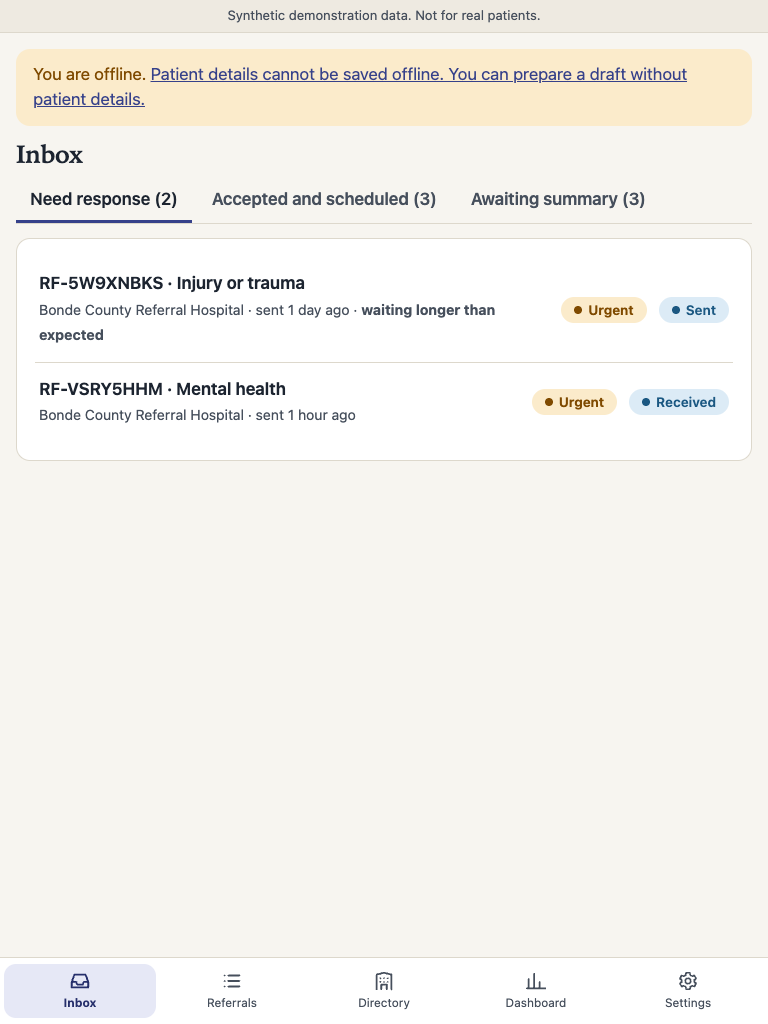 Synthetic demonstration data. Not for real patients.
You are offline. Patient details cannot be saved offline. You can prepare a draft without
patient details.
Inbox
Need response (2)
Accepted and scheduled (3)
Awaiting summary (3)
RF-5W9XNBKS · Injury or trauma
Bonde County Referral Hospital · sent 1 day ago · waiting longer than
expected
Urgent
Sent
RF-VSRY5HHM · Mental health
Bonde County Referral Hospital · sent 1 hour ago
Urgent
Received
Inbox
Referrals
Directory
Dashboard
Settings